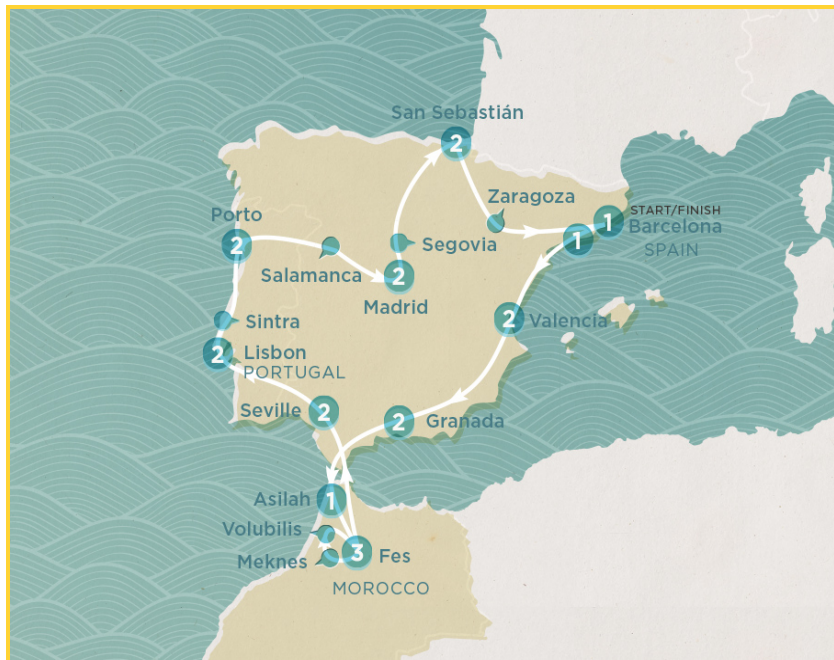 San Sebastián
2
Zaragoza
START/FINISH
1
Barcelona
SPAIN
1
Porto
2
Salamanca
Segovia
2
Madrid
Sintra
2
Valencia
2
Lisbon
PORTUGAL
Seville
2
2
Granada
Asilah
1
Volubilis
Meknes
3
Fes
MOROCCO